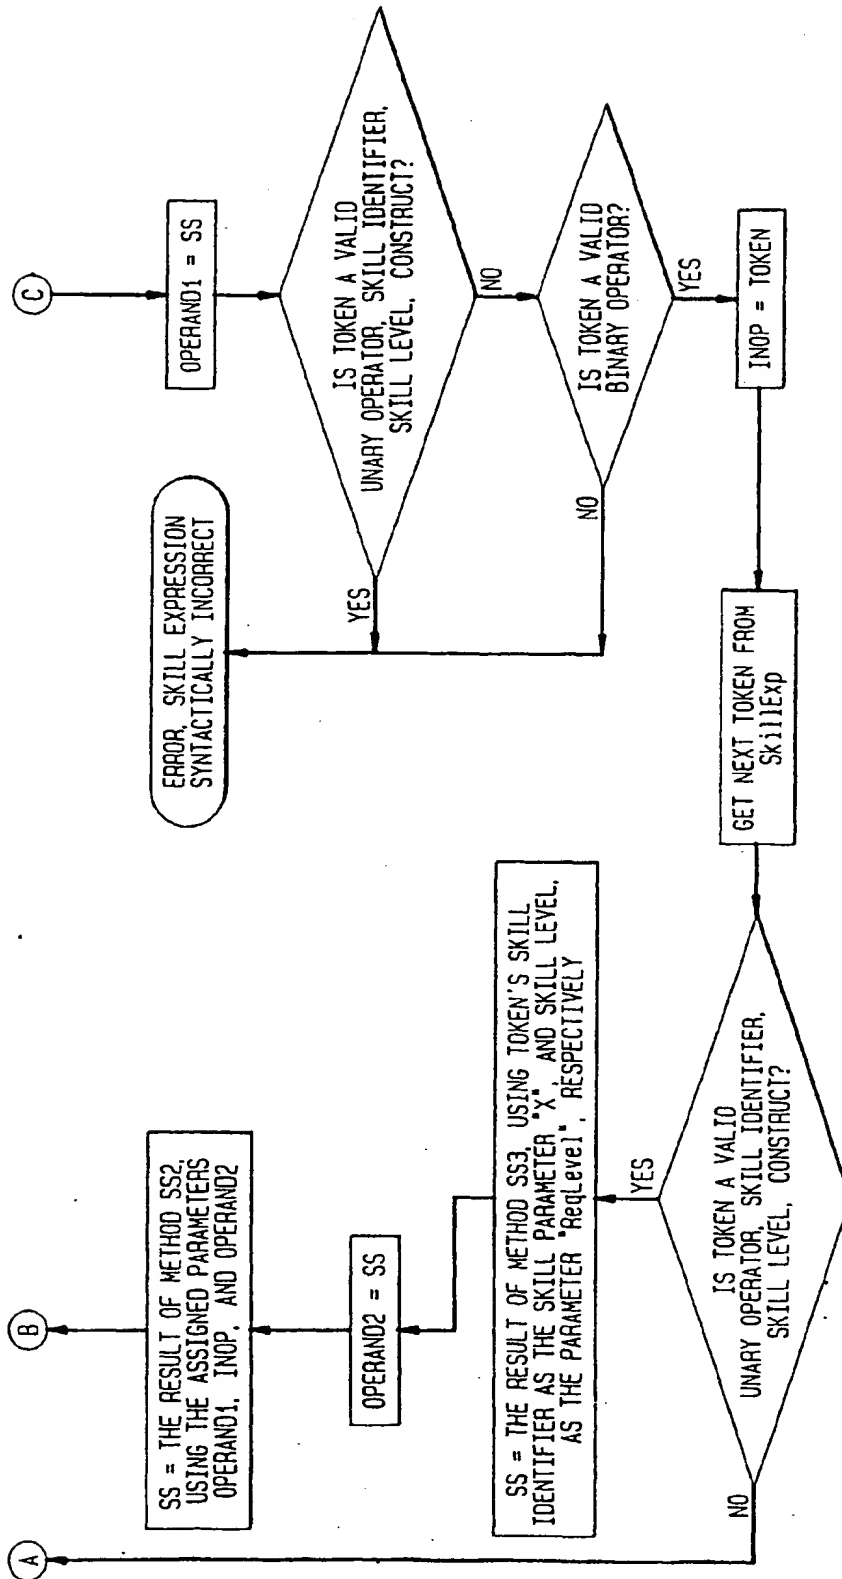 C
OPERAND1 = SS
IS TOKEN A VALID
UNARY OPERATOR, SKILL IDENTIFIER,
SKILL LEVEL, CONSTRUCT?
YES
NO
ERROR, SKILL EXPRESSION
SYNTACTICALLY INCORRECT
IS TOKEN A VALID
BINARY OPERATOR?
NO
YES
INOP = TOKEN
GET NEXT TOKEN FROM
SkillExp
IS TOKEN A VALID
UNARY OPERATOR, SKILL IDENTIFIER,
SKILL LEVEL, CONSTRUCT?
YES
NO
SS = THE RESULT OF METHOD SS3, USING TOKEN'S SKILL
IDENTIFIER AS THE SKILL PARAMETER "X", AND SKILL LEVEL,
AS THE PARAMETER "ReqLevel", RESPECTIVELY
OPERAND2 = SS
SS = THE RESULT OF METHOD SS2,
USING THE ASSIGNED PARAMETERS
OPERAND1, INOP, AND OPERAND2
B
A